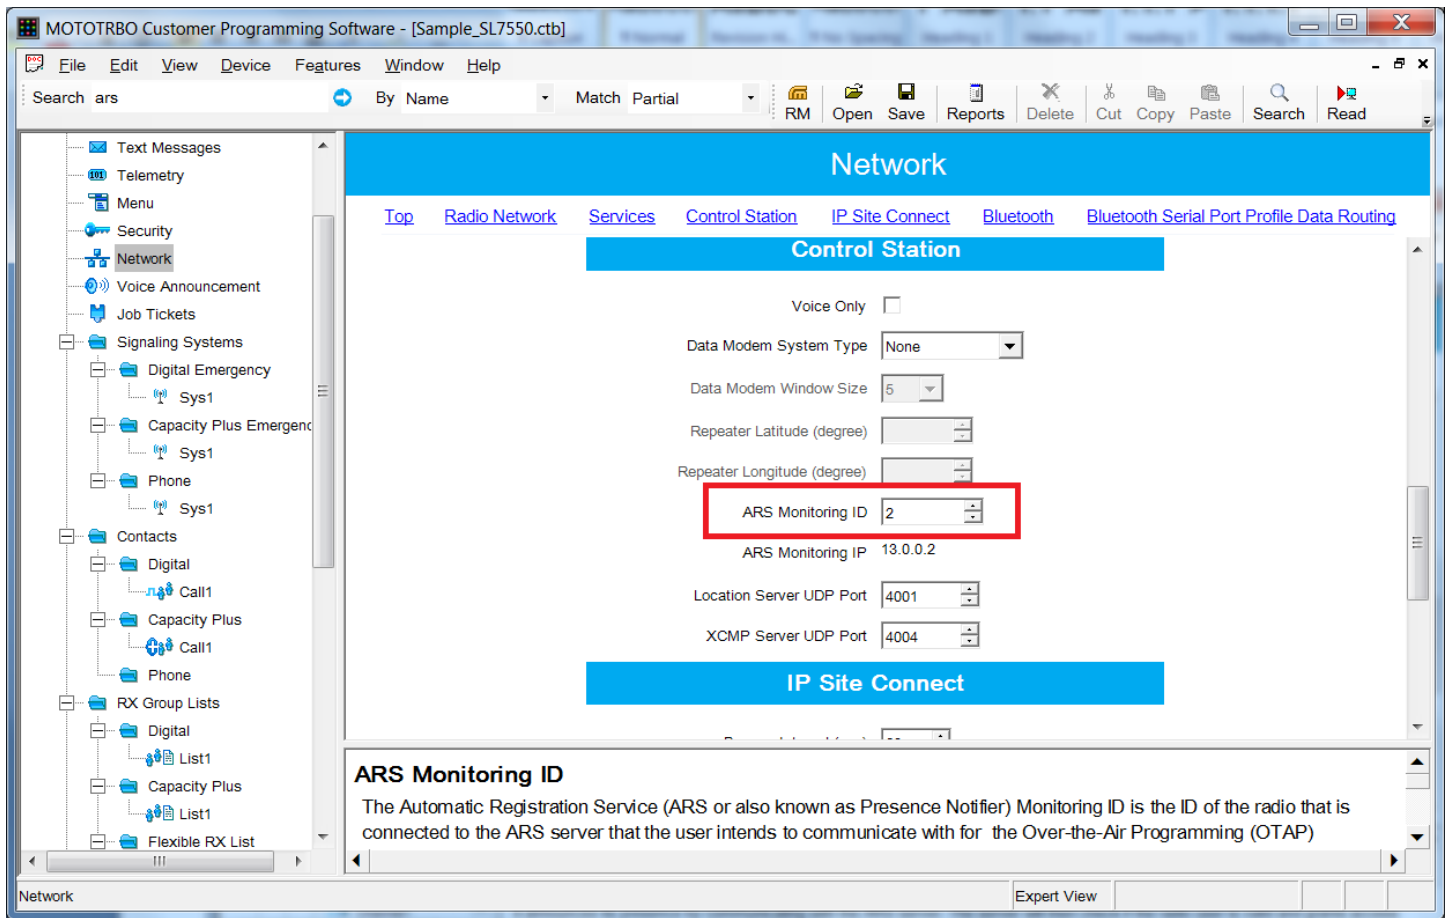 MOTOTRBO Customer Programming Software - [Sample_SL7550.ctb]
File Edit View Device Features Window Help
Search ars By Name Match Partial RM Open Save Reports Delete Cut Copy Paste Search Read
Text Messages
Telemetry
Menu
Security
Network
Voice Announcement
Job Tickets
Signaling Systems
Digital Emergency
Sys1
Capacity Plus Emergenc
Sys1
Phone
Sys1
Contacts
Digital
Call1
Capacity Plus
Call1
Phone
RX Group Lists
Digital
List1
Capacity Plus
List1
Flexible RX List
Network
Top Radio Network Services Control Station IP Site Connect Bluetooth Bluetooth Serial Port Profile Data Routing
Control Station
Voice Only
Data Modem System Type None
Data Modem Window Size 5
Repeater Latitude (degree)
Repeater Longitude (degree)
ARS Monitoring ID 2
ARS Monitoring IP 13.0.0.2
Location Server UDP Port 4001
XCMP Server UDP Port 4004
IP Site Connect
ARS Monitoring ID
The Automatic Registration Service (ARS or also known as Presence Notifier) Monitoring ID is the ID of the radio that is
connected to the ARS server that the user intends to communicate with for the Over-the-Air Programming (OTAP)
Network Expert View